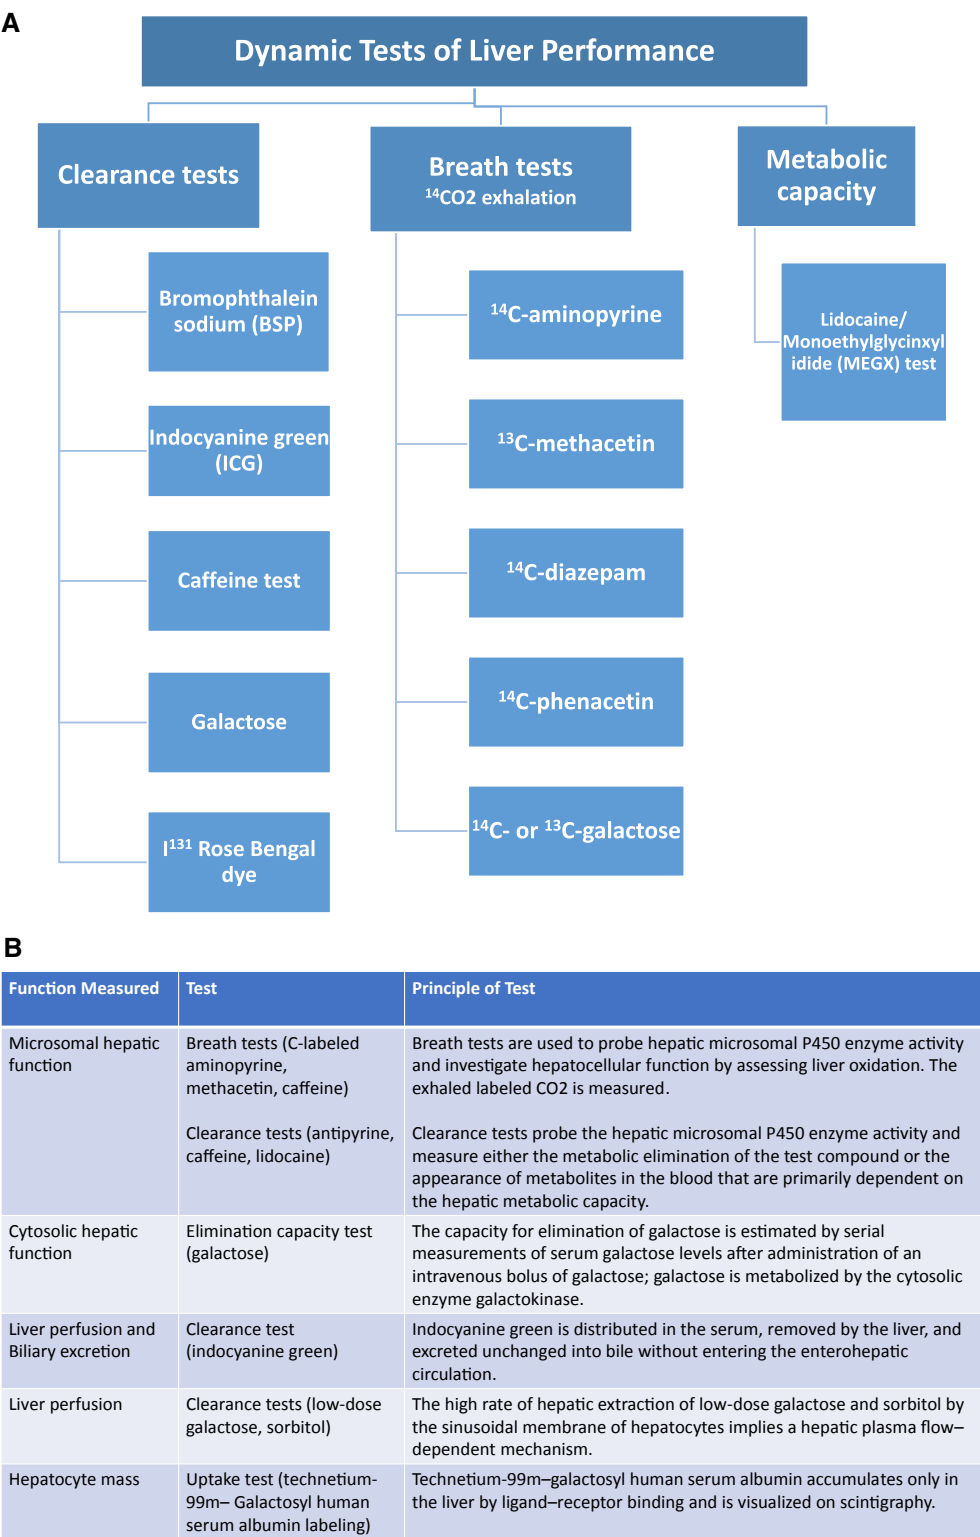 A
Dynamic Tests of Liver Performance
Clearance tests
Bromophthalein
sodium (BSP)
Indocyanine green
(ICG)
Caffeine test
Galactose
I¹³¹ Rose Bengal
dye
Breath tests
¹⁴CO2 exhalation
¹⁴C-aminopyrine
¹³C-methacetin
¹⁴C-diazepam
¹⁴C-phenacetin
¹⁴C- or ¹³C-galactose
Metabolic
capacity
Lidocaine/
Monoethylglycinxyl
idide (MEGX) test
B
Function Measured
Test
Principle of Test
Microsomal hepatic
function
Breath tests (C-labeled
aminopyrine,
methacetin, caffeine)
Breath tests are used to probe hepatic microsomal P450 enzyme activity
and investigate hepatocellular function by assessing liver oxidation. The
exhaled labeled CO2 is measured.
Clearance tests (antipyrine,
caffeine, lidocaine)
Clearance tests probe the hepatic microsomal P450 enzyme activity and
measure either the metabolic elimination of the test compound or the
appearance of metabolites in the blood that are primarily dependent on
the hepatic metabolic capacity.
Cytosolic hepatic
function
Elimination capacity test
(galactose)
The capacity for elimination of galactose is estimated by serial
measurements of serum galactose levels after administration of an
intravenous bolus of galactose; galactose is metabolized by the cytosolic
enzyme galactokinase.
Liver perfusion and
Biliary excretion
Clearance test
(indocyanine green)
Indocyanine green is distributed in the serum, removed by the liver, and
excreted unchanged into bile without entering the enterohepatic
circulation.
Liver perfusion
Clearance tests (low-dose
galactose, sorbitol)
The high rate of hepatic extraction of low-dose galactose and sorbitol by
the sinusoidal membrane of hepatocytes implies a hepatic plasma flow–
dependent mechanism.
Hepatocyte mass
Uptake test (technetium-
99m– Galactosyl human
serum albumin labeling)
Technetium-99m–galactosyl human serum albumin accumulates only in
the liver by ligand–receptor binding and is visualized on scintigraphy.